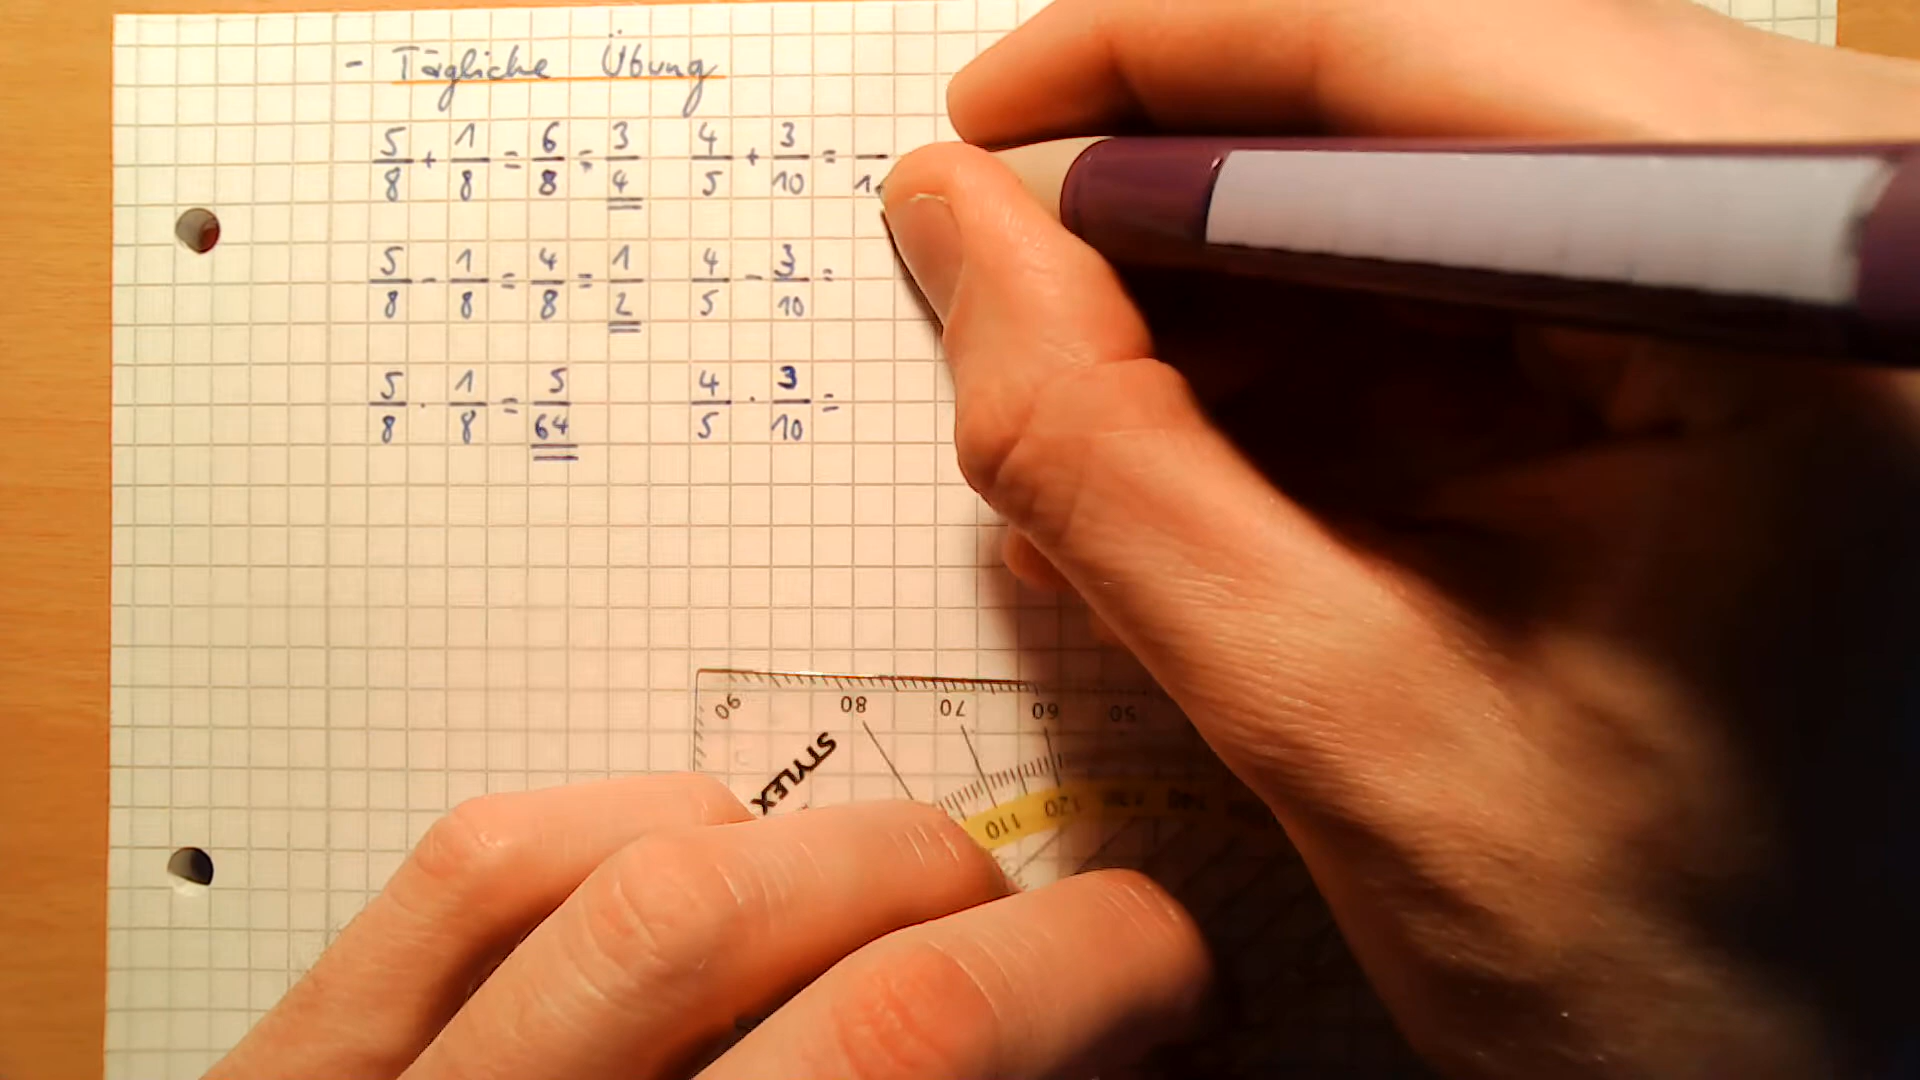 - Tägliche Übung
5/8 + 1/8 = 6/8 = 3/4 4/5 + 3/10 =
5/8 - 1/8 = 4/8 = 1/2 4/5 - 3/10 =
5/8 · 1/8 = 5/64 4/5 · 3/10 =
90 80 70 60 50
STYLEX
110 120